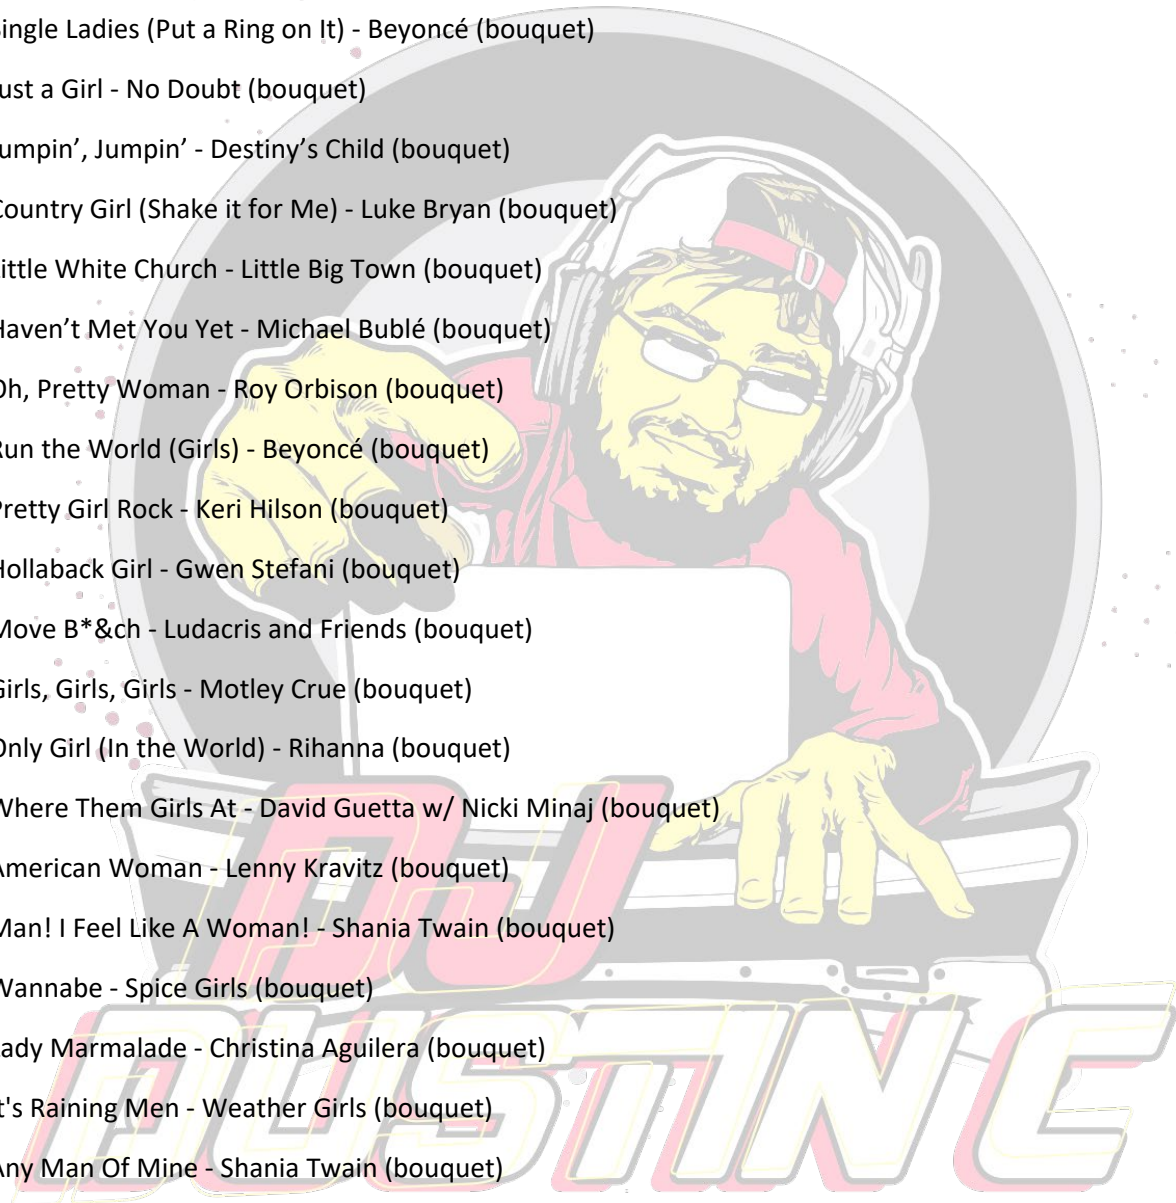 Single Ladies (Put a Ring on It) - Beyoncé (bouquet)
ust a Girl - No Doubt (bouquet)
umpin’, Jumpin’ - Destiny’s Child (bouquet)
Country Girl (Shake it for Me) - Luke Bryan (bouquet)
ittle White Church - Little Big Town (bouquet)
Haven’t Met You Yet - Michael Bublé (bouquet)
Oh, Pretty Woman - Roy Orbison (bouquet)
Run the World (Girls) - Beyoncé (bouquet)
Pretty Girl Rock - Keri Hilson (bouquet)
Hollaback Girl - Gwen Stefani (bouquet)
Move B*&ch - Ludacris and Friends (bouquet)
Girls, Girls, Girls - Motley Crue (bouquet)
Only Girl (In the World) - Rihanna (bouquet)
Where Them Girls At - David Guetta w/ Nicki Minaj (bouquet)
American Woman - Lenny Kravitz (bouquet)
Man! I Feel Like A Woman! - Shania Twain (bouquet)
Wannabe - Spice Girls (bouquet)
ady Marmalade - Christina Aguilera (bouquet)
t's Raining Men - Weather Girls (bouquet)
Any Man Of Mine - Shania Twain (bouquet)
DJ
DUSTIN C